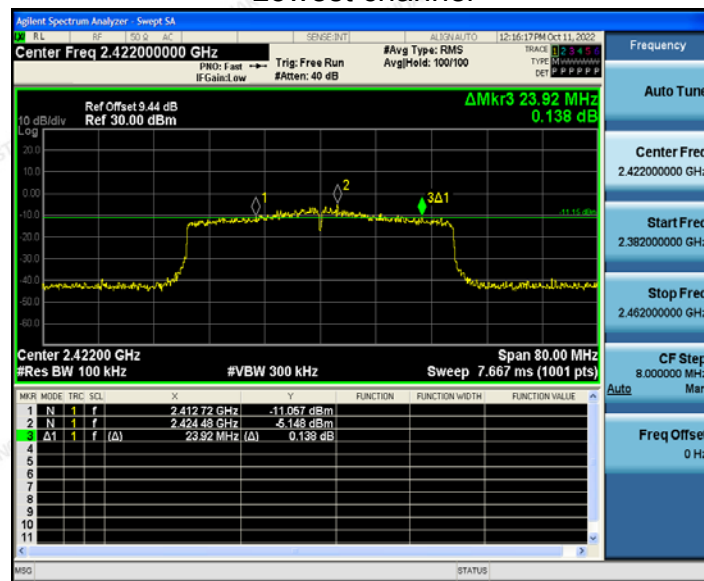 Lowest channel
Agilent Spectrum Analyzer - Swept SA
RL RF 50 Ω AC SENSE:INT ALIGNAUTO 12:16:17 PM Oct 11, 2022
Center Freq 2.422000000 GHz
PNO: Fast
IFGain:Low
Trig: Free Run
#Atten: 40 dB
#Avg Type: RMS
Avg|Hold: 100/100
TRACE 1 2 3 4 5 6
TYPE M
DET P P P P P P
Frequency
Auto Tune
Center Freq
2.422000000 GHz
Start Freq
2.382000000 GHz
Stop Freq
2.462000000 GHz
CF Step
8.000000 MHz
Auto Man
Freq Offset
0 Hz
ΔMkr3 23.92 MHz
0.138 dB
Ref Offset 9.44 dB
10 dB/div Ref 30.00 dBm
Log
20.0
10.0
0.00
-10.0
-20.0
-30.0
-40.0
-50.0
-60.0
1
2
3Δ1
-11.15 dBm
Center 2.42200 GHz Span 80.00 MHz
#Res BW 100 kHz #VBW 300 kHz Sweep 7.667 ms (1001 pts)
MKR MODE TRC SCL X Y FUNCTION FUNCTION WIDTH FUNCTION VALUE
1 N 1 f 2.412 72 GHz -11.057 dBm
2 N 1 f 2.424 48 GHz -5.148 dBm
3 Δ1 1 f (Δ) 23.92 MHz (Δ) 0.138 dB
4
5
6
7
8
9
10
11
MSG STATUS